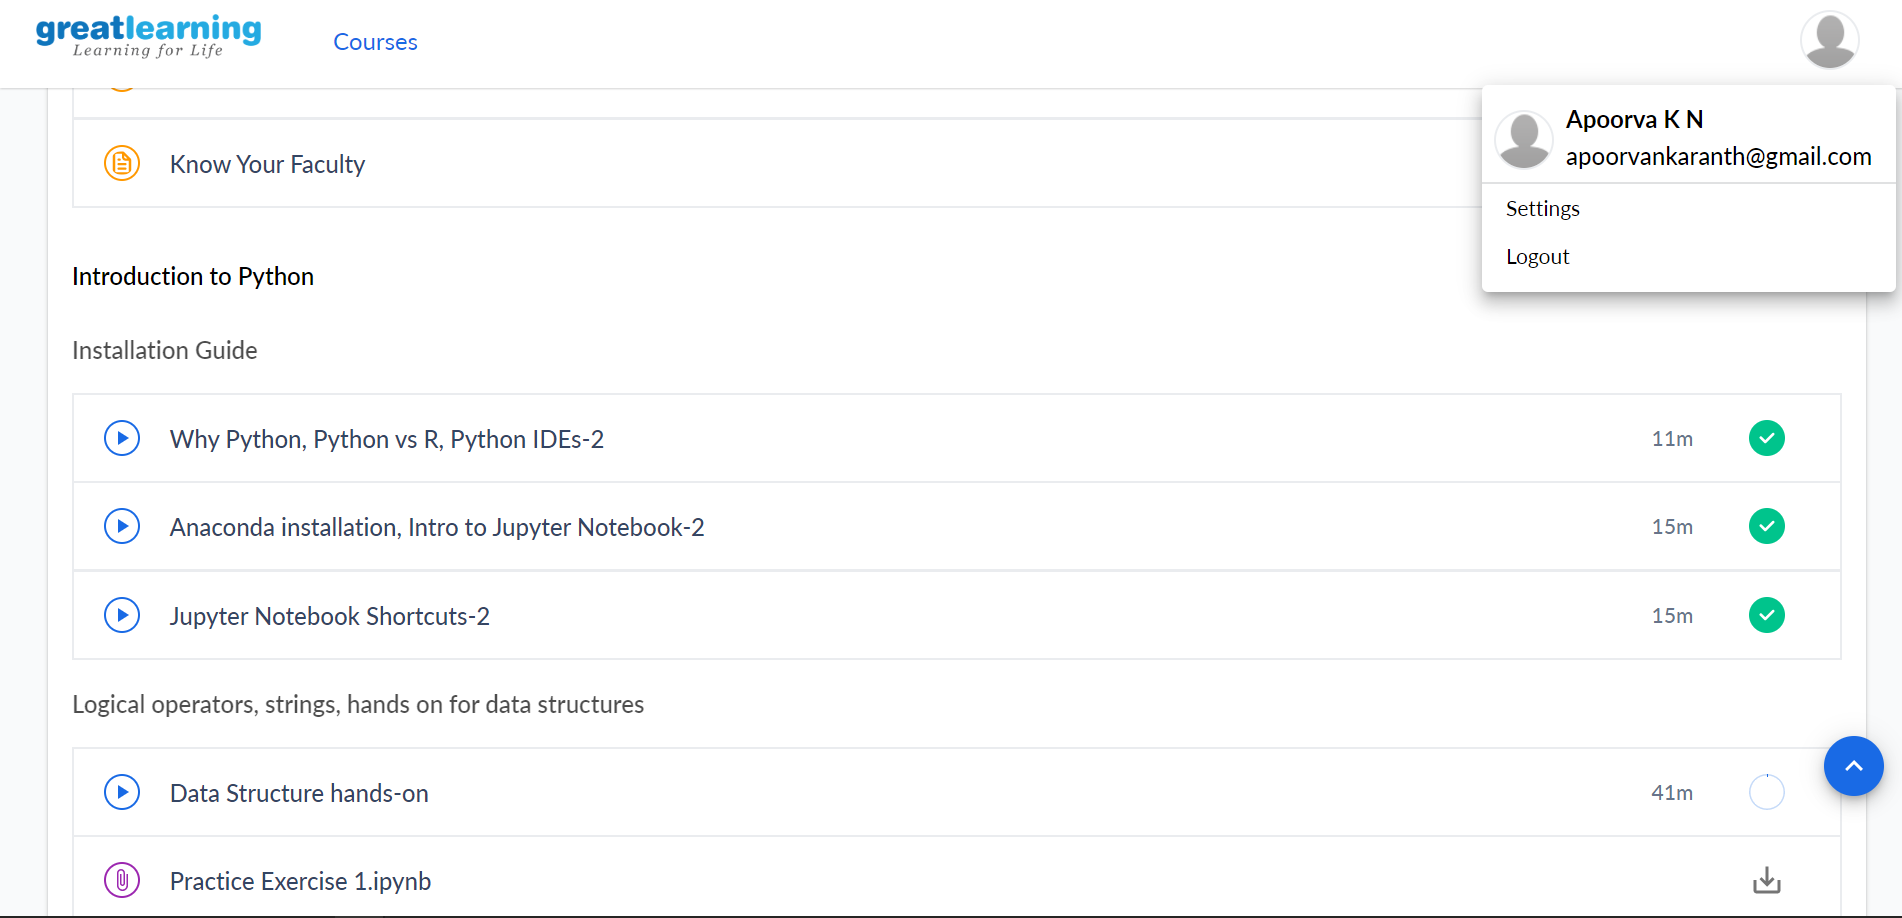 greatlearning
Learning for Life
Courses
Apoorva K N
apoorvankaranth@gmail.com
Settings
Logout
Know Your Faculty
Introduction to Python
Installation Guide
Why Python, Python vs R, Python IDEs-2 11m
Anaconda installation, Intro to Jupyter Notebook-2 15m
Jupyter Notebook Shortcuts-2 15m
Logical operators, strings, hands on for data structures
Data Structure hands-on 41m
Practice Exercise 1.ipynb